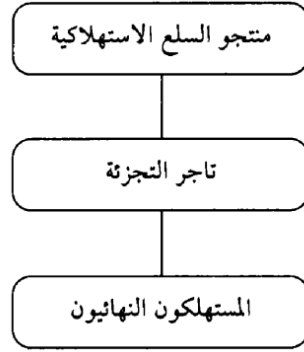 منتجو السلع الاستهلاكية
تاجر التجزئة
المستهلكون النهائيون